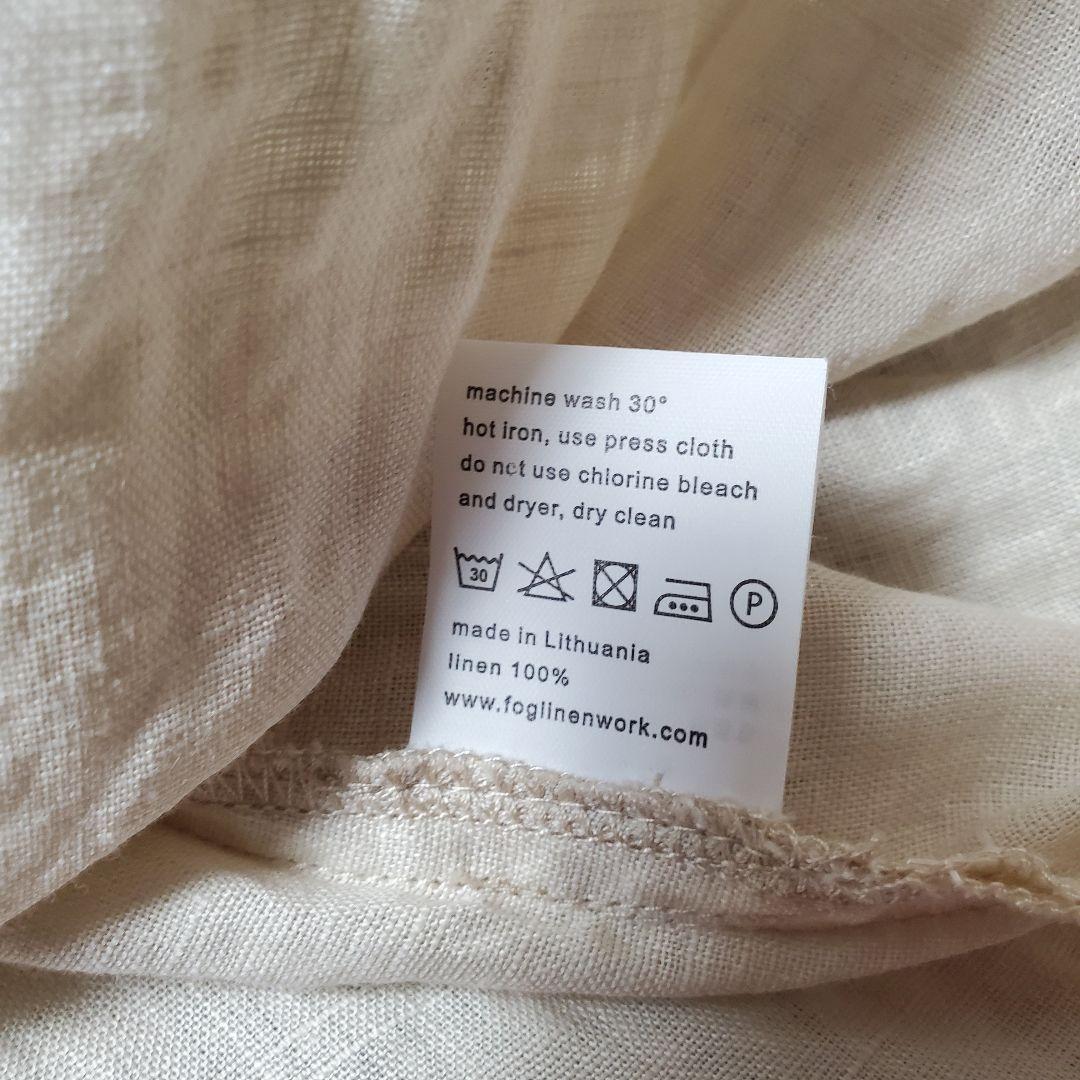 machine wash 30°
hot iron, use press cloth
do not use chlorine bleach
and dryer, dry clean
30
P
made in Lithuania
linen 100%
www.foglinenwork.com